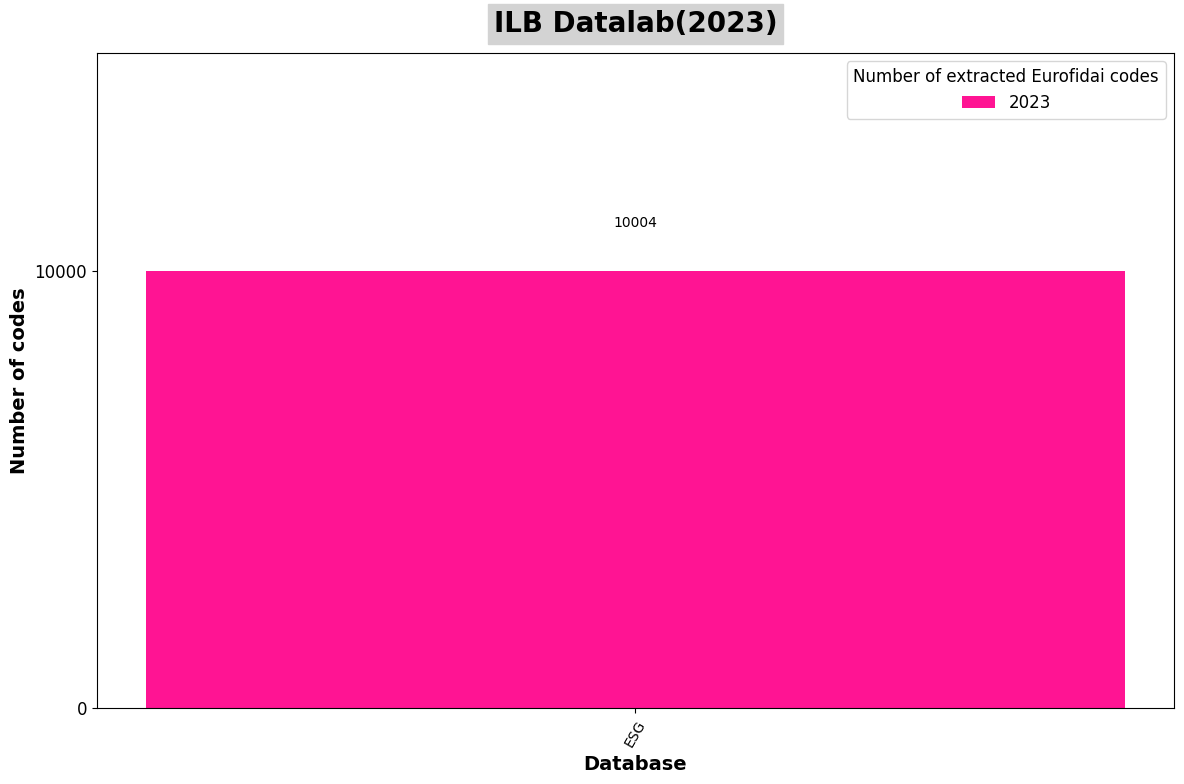 ILB Datalab(2023)
Number of extracted Eurofidai codes
2023
10004
10000
0
Number of codes
ESG
Database